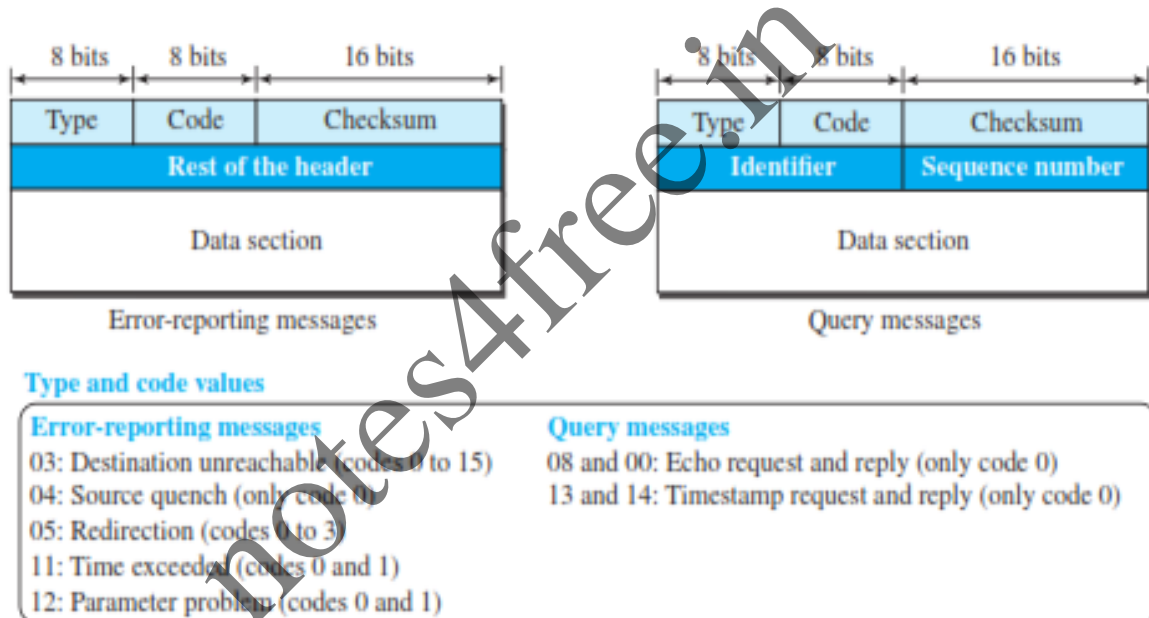 8 bits 8 bits 16 bits
Type Code Checksum
Rest of the header
Data section
Error-reporting messages
8 bits 8 bits 16 bits
Type Code Checksum
Identifier Sequence number
Data section
Query messages
Type and code values
Error-reporting messages
03: Destination unreachable (codes 0 to 15)
04: Source quench (only code 0)
05: Redirection (codes 0 to 3)
11: Time exceeded (codes 0 and 1)
12: Parameter problem (codes 0 and 1)
Query messages
08 and 00: Echo request and reply (only code 0)
13 and 14: Timestamp request and reply (only code 0)
notes4free.in